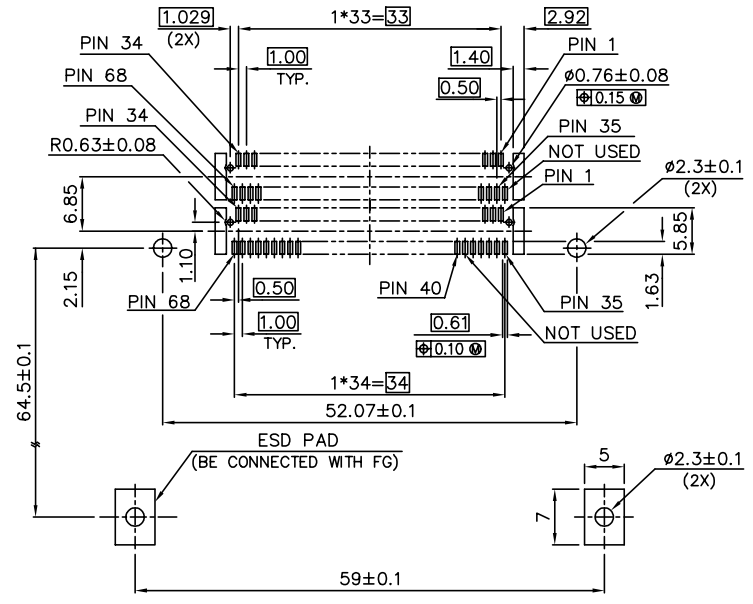 1.029
(2X)
1*33=33
2.92
PIN 34
1.00
TYP.
1.40
PIN 1
PIN 68
0.50
ø0.76±0.08
⌖ 0.15 Ⓜ
PIN 34
PIN 35
R0.63±0.08
NOT USED
PIN 1
ø2.3±0.1
(2X)
6.85
5.85
1.10
2.15
1.63
PIN 68
0.50
PIN 40
PIN 35
1.00
TYP.
0.61
NOT USED
⌖ 0.10 Ⓜ
1*34=34
64.5±0.1
52.07±0.1
ESD PAD
(BE CONNECTED WITH FG)
5
ø2.3±0.1
(2X)
7
59±0.1